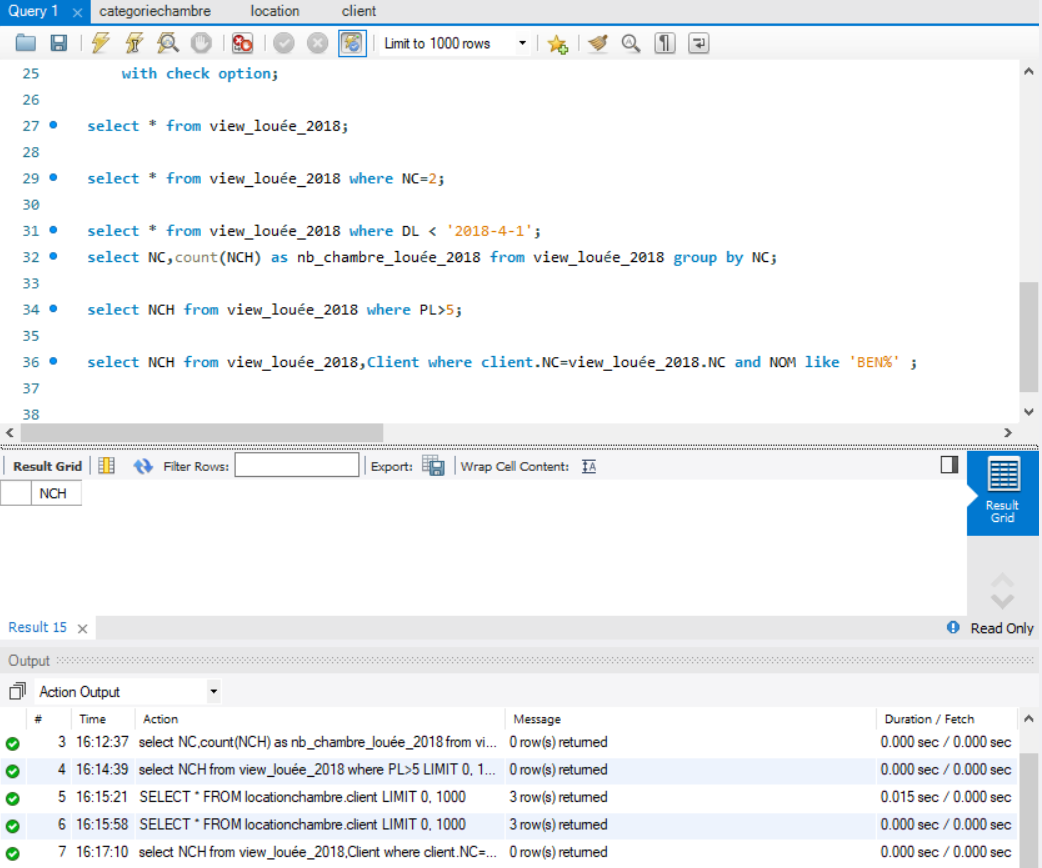 Query 1 × categoriechambre location client
Limit to 1000 rows
25 with check option;
26
27 select * from view_louée_2018;
28
29 select * from view_louée_2018 where NC=2;
30
31 select * from view_louée_2018 where DL < '2018-4-1';
32 select NC,count(NCH) as nb_chambre_louée_2018 from view_louée_2018 group by NC;
33
34 select NCH from view_louée_2018 where PL>5;
35
36 select NCH from view_louée_2018,Client where client.NC=view_louée_2018.NC and NOM like 'BEN%' ;
37
38
Result Grid Filter Rows: Export: Wrap Cell Content: IA
NCH
Result
Grid
Result 15 × Read Only
Output
Action Output
# Time Action Message Duration / Fetch
3 16:12:37 select NC,count(NCH) as nb_chambre_louée_2018 from vi... 0 row(s) returned 0.000 sec / 0.000 sec
4 16:14:39 select NCH from view_louée_2018 where PL>5 LIMIT 0, 1... 0 row(s) returned 0.000 sec / 0.000 sec
5 16:15:21 SELECT * FROM locationchambre.client LIMIT 0, 1000 3 row(s) returned 0.015 sec / 0.000 sec
6 16:15:58 SELECT * FROM locationchambre.client LIMIT 0, 1000 3 row(s) returned 0.000 sec / 0.000 sec
7 16:17:10 select NCH from view_louée_2018,Client where client.NC=... 0 row(s) returned 0.000 sec / 0.000 sec